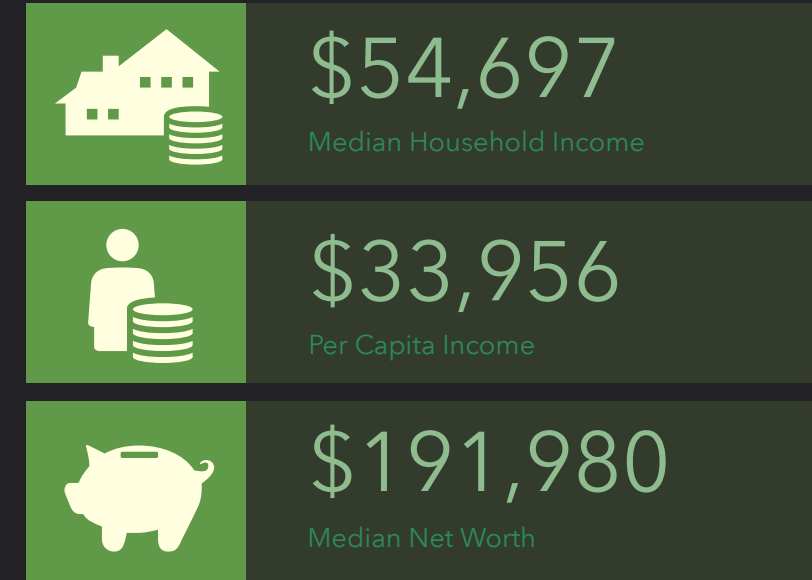 $54,697
Median Household Income
$33,956
Per Capita Income
$191,980
Median Net Worth